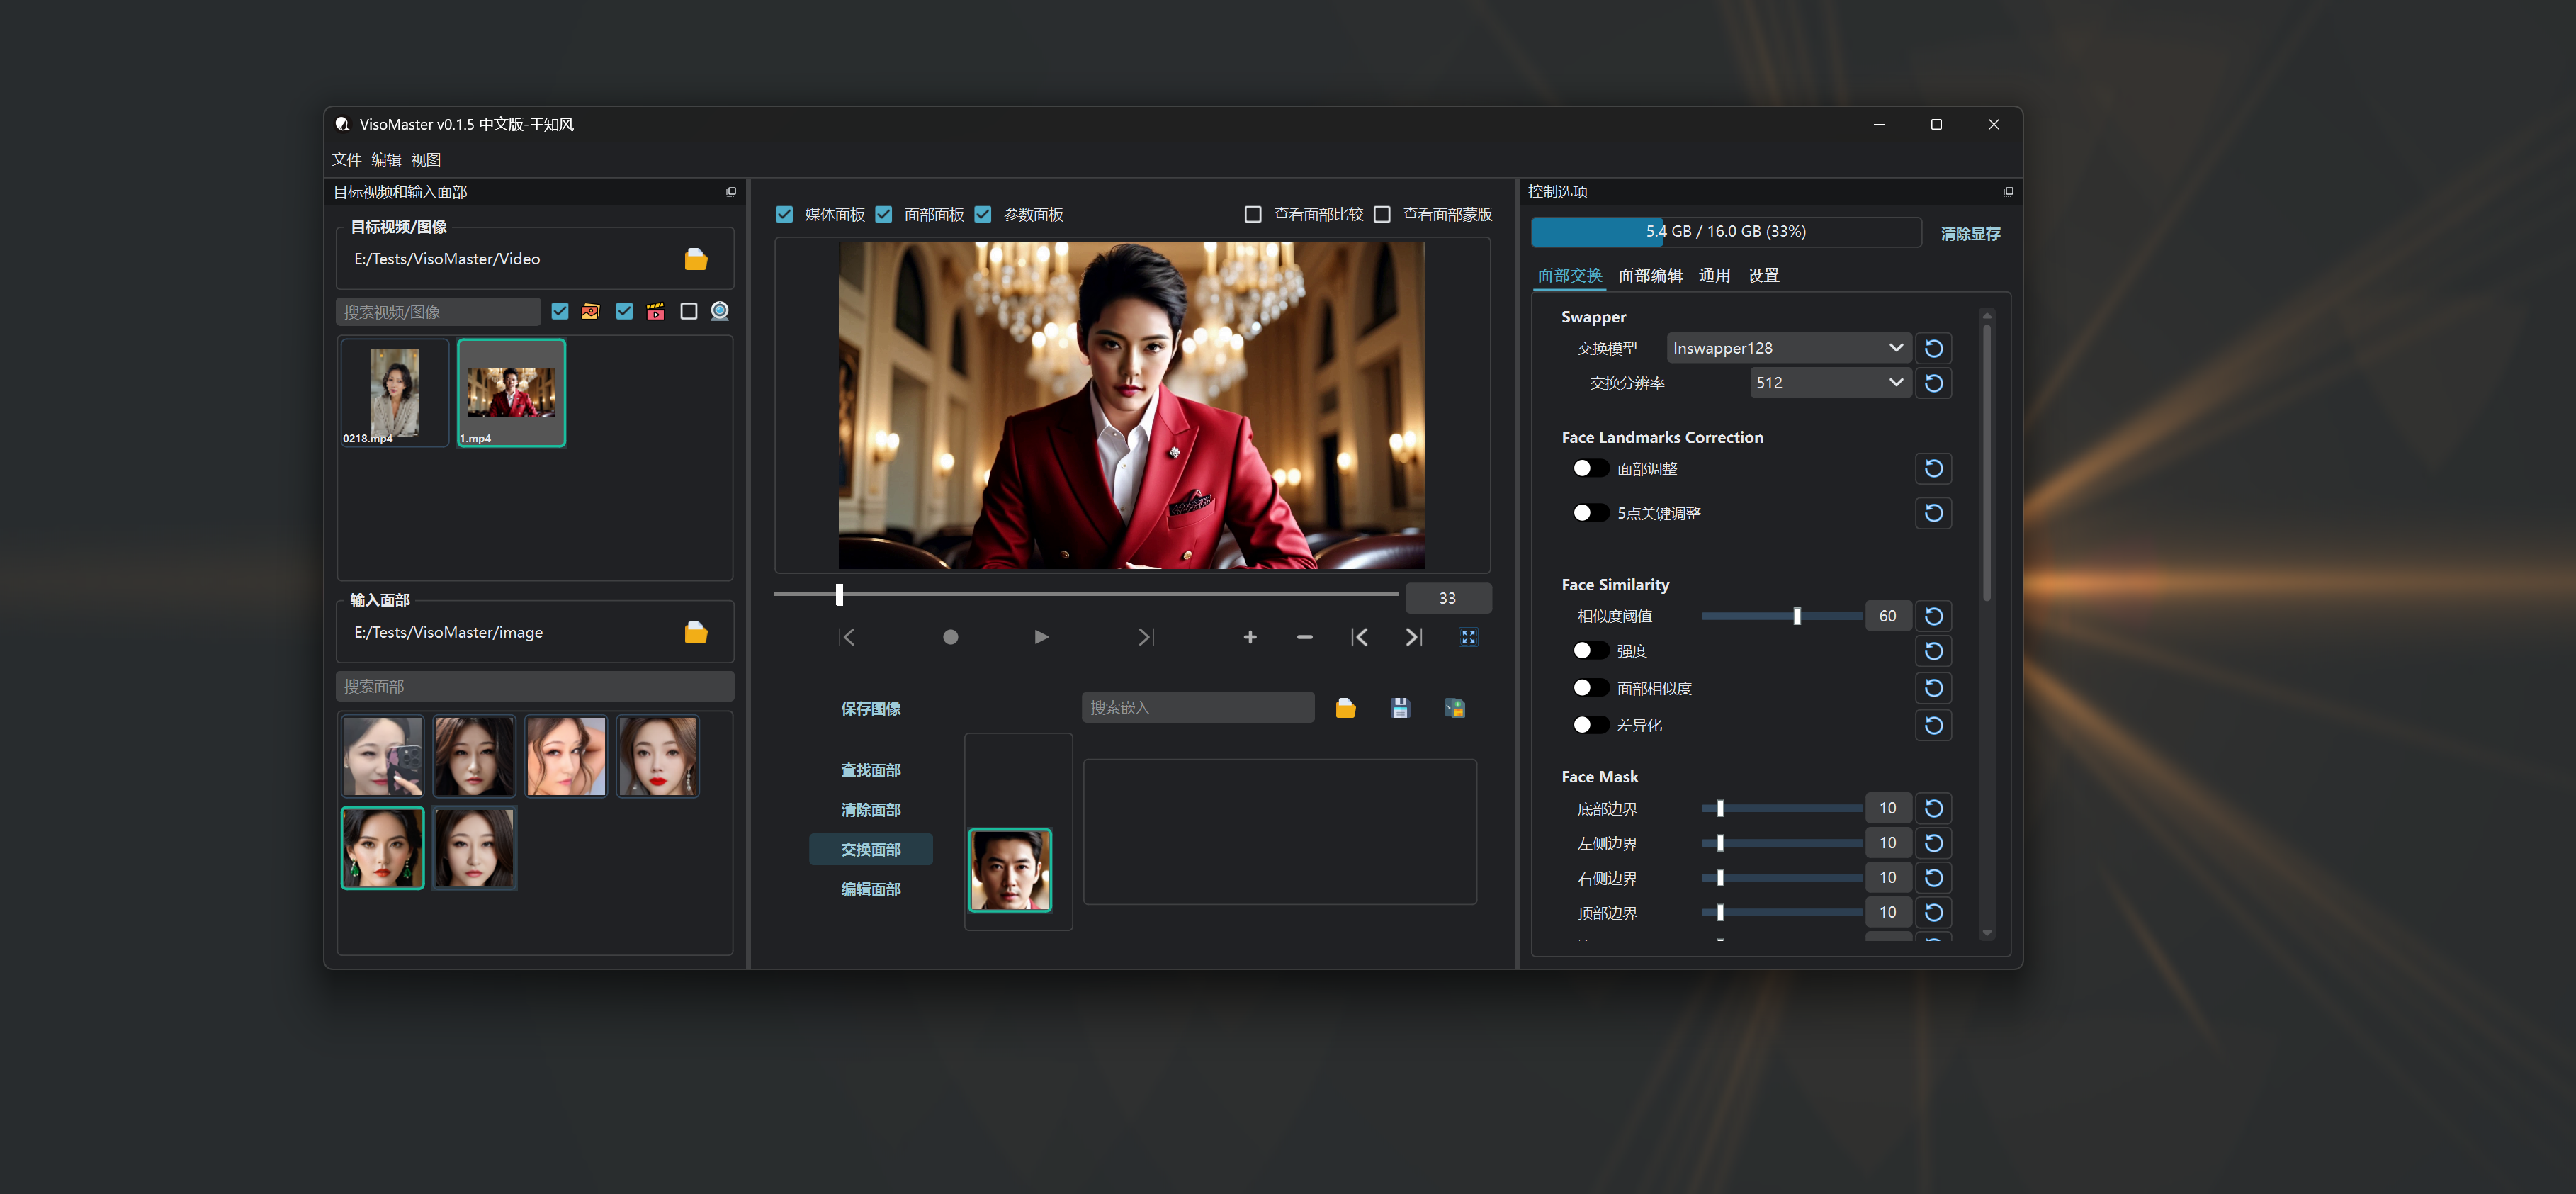 VisoMaster v0.1.5 中文版-王知风
文件 编辑 视图
目标视频和输入面部
目标视频/图像
E:/Tests/VisoMaster/Video
搜索视频/图像
0218.mp4
1.mp4
输入面部
E:/Tests/VisoMaster/image
搜索面部
媒体面板 面部面板 参数面板 查看面部比较 查看面部蒙版
33
保存图像
搜索嵌入
查找面部
清除面部
交换面部
编辑面部
控制选项
5.4 GB / 16.0 GB (33%)
清除显存
面部交换 面部编辑 通用 设置
Swapper
交换模型 Inswapper128
交换分辨率 512
Face Landmarks Correction
面部调整
5点关键调整
Face Similarity
相似度阈值 60
强度
面部相似度
差异化
Face Mask
底部边界 10
左侧边界 10
右侧边界 10
顶部边界 10